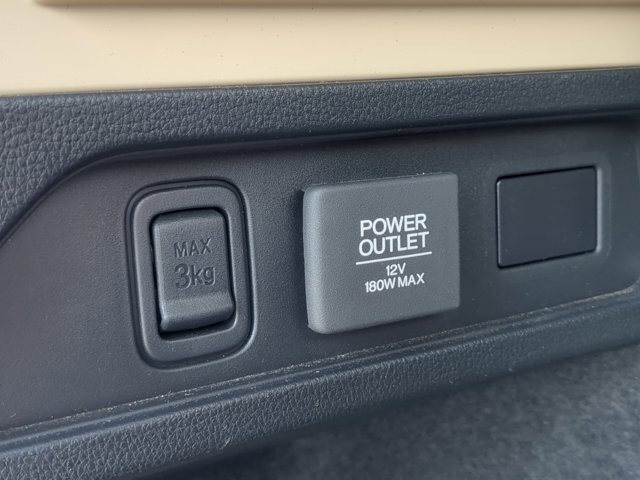 MAX
3kg
POWER
OUTLET
12V
180W MAX